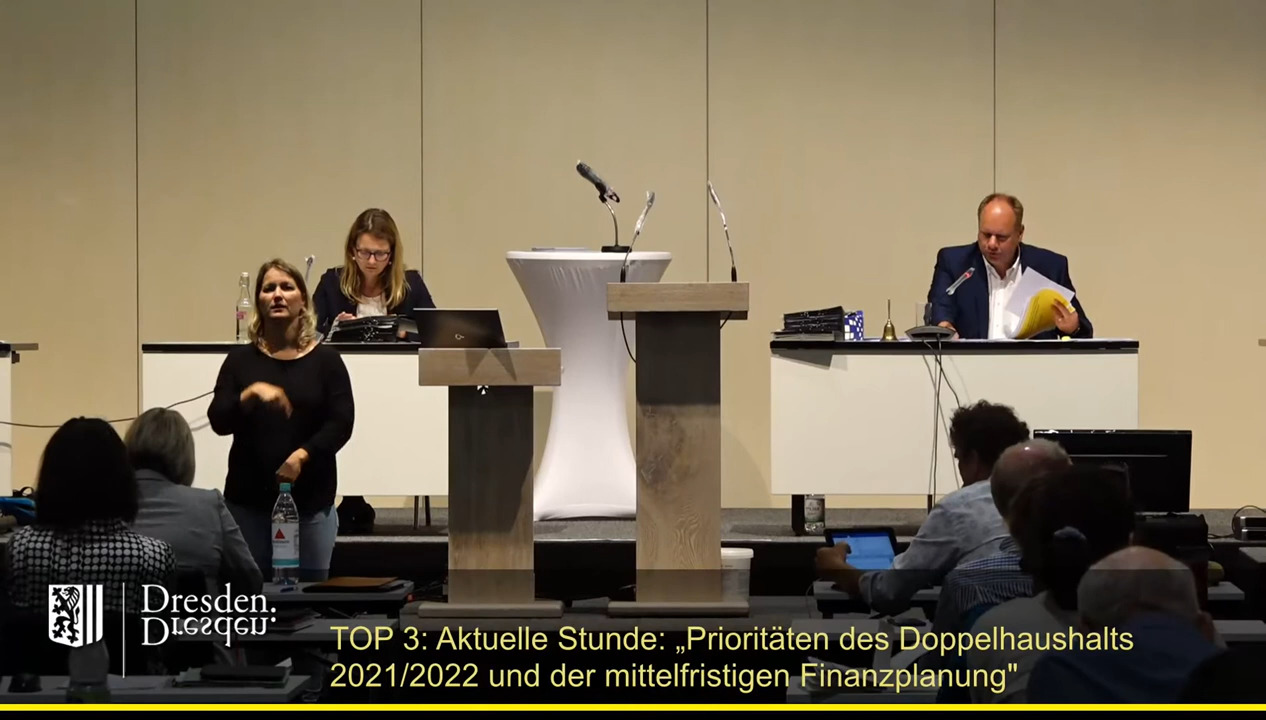 Dresden.
Dresden.
TOP 3: Aktuelle Stunde: „Prioritäten des Doppelhaushalts
2021/2022 und der mittelfristigen Finanzplanung"